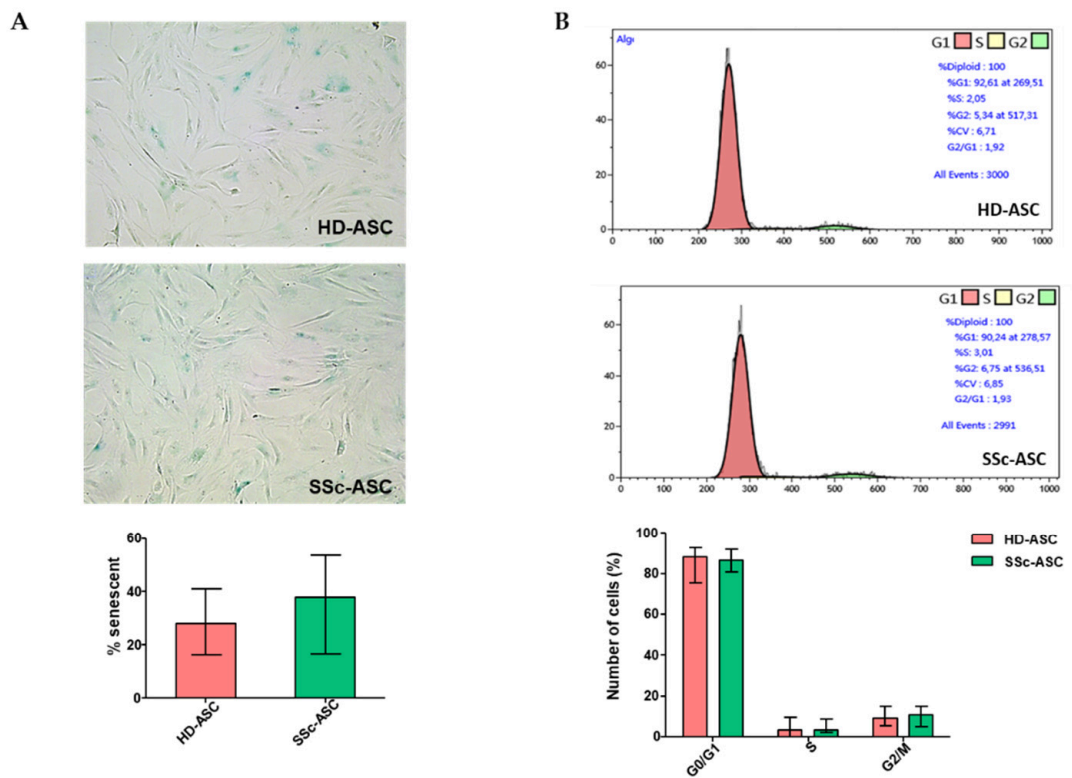 A
HD-ASC
SSc-ASC
60
40
20
0
% senescent
HD-ASC
SSc-ASC
B
G1 S G2
%Diploid : 100
%G1: 92,61 at 269,51
%S: 2,05
%G2: 5,34 at 517,31
%CV : 6,71
G2/G1 : 1,92
All Events : 3000
HD-ASC
60
40
20
0
0 100 200 300 400 500 600 700 800 900 1000
G1 S G2
%Diploid : 100
%G1: 90,24 at 278,57
%S: 3,01
%G2: 6,75 at 536,51
%CV : 6,85
G2/G1 : 1,93
All Events : 2991
SSc-ASC
60
40
20
0
0 100 200 300 400 500 600 700 800 900 1000
HD-ASC
SSc-ASC
100
80
60
40
20
0
Number of cells (%)
G0/G1
S
G2/M